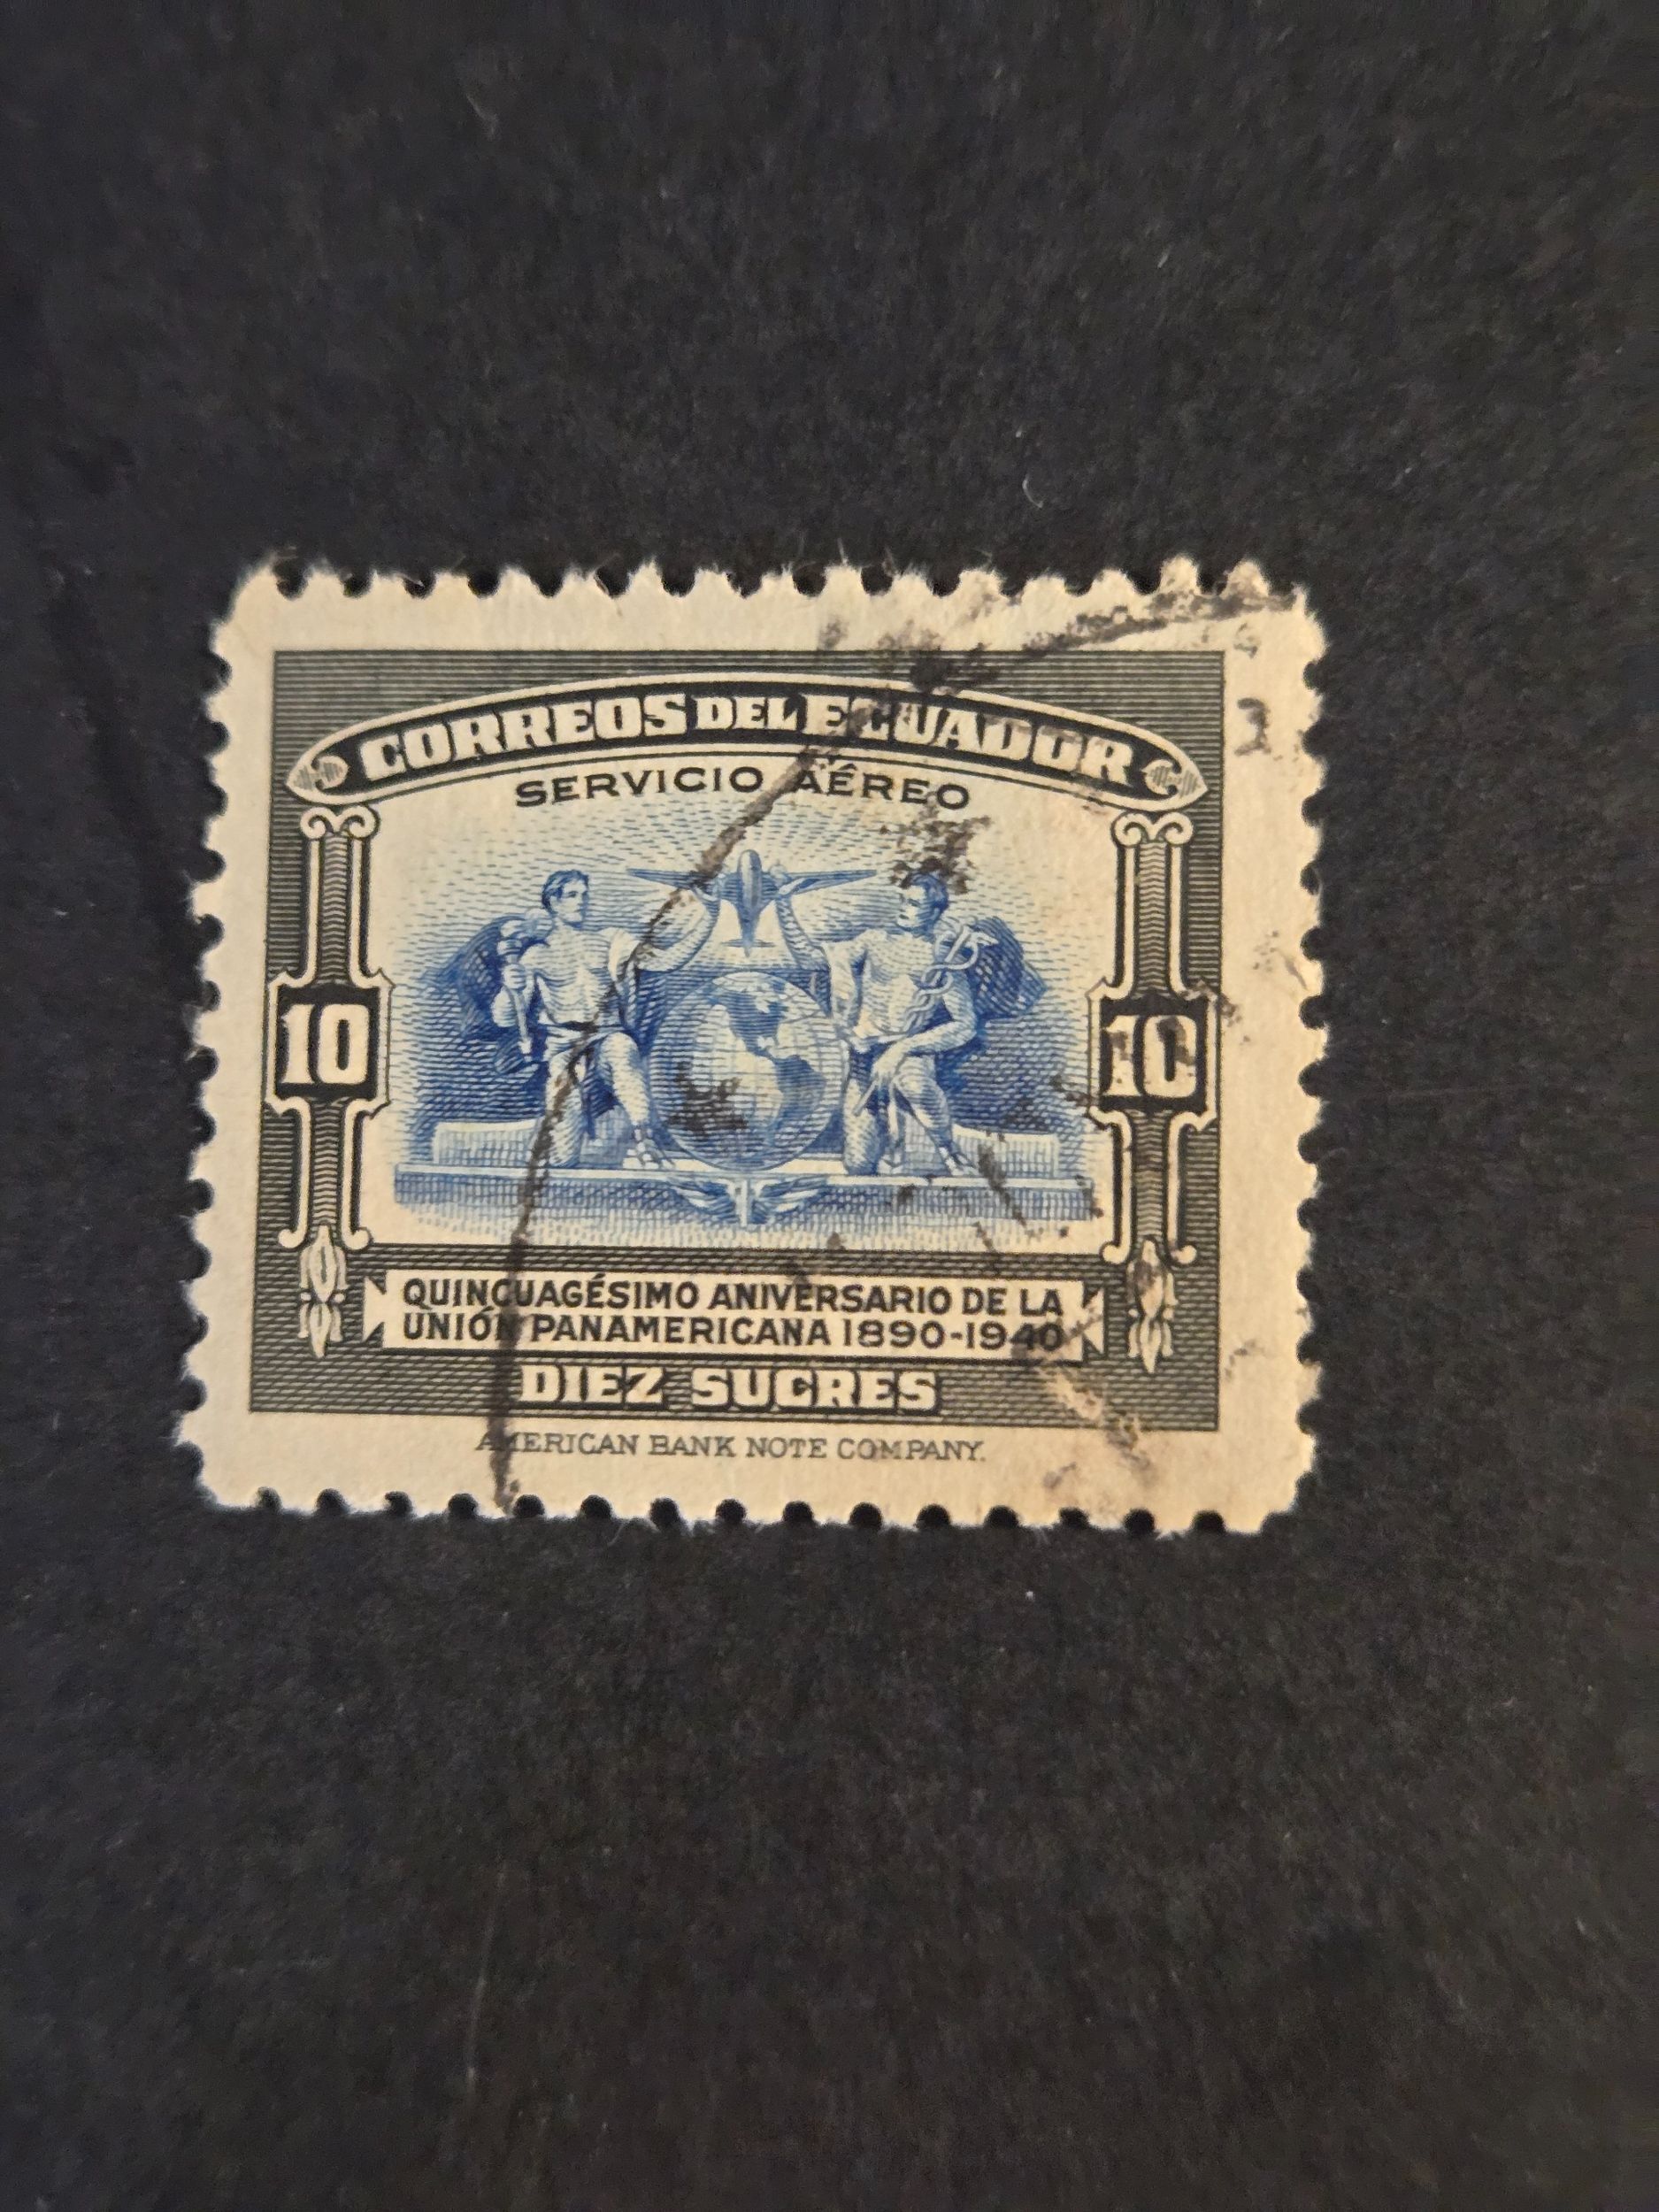 CORREOS DEL ECUADOR
SERVICIO AÉREO
10 10
QUINCUAGÉSIMO ANIVERSARIO DE LA
UNIÓN PANAMERICANA 1890-1940
DIEZ SUCRES
AMERICAN BANK NOTE COMPANY.